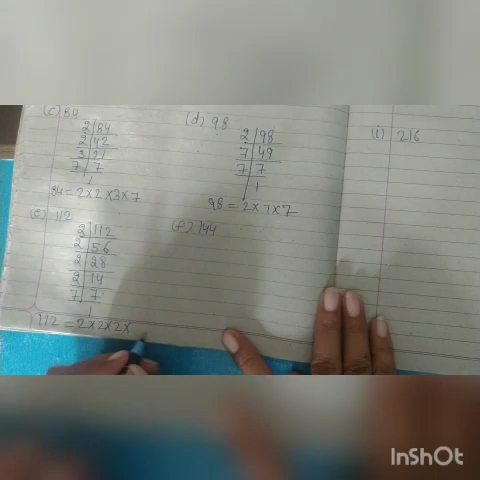 (c) 84
2 | 84
2 | 42
3 | 21
7 | 7
1
84 = 2×2×3×7
(d) 98
2 | 98
7 | 49
7 | 7
1
98 = 2×7×7
(e) 112
2 | 112
2 | 56
2 | 28
2 | 14
7 | 7
1
112 = 2×2×2×
(f) 144
(i) 216
InShOt